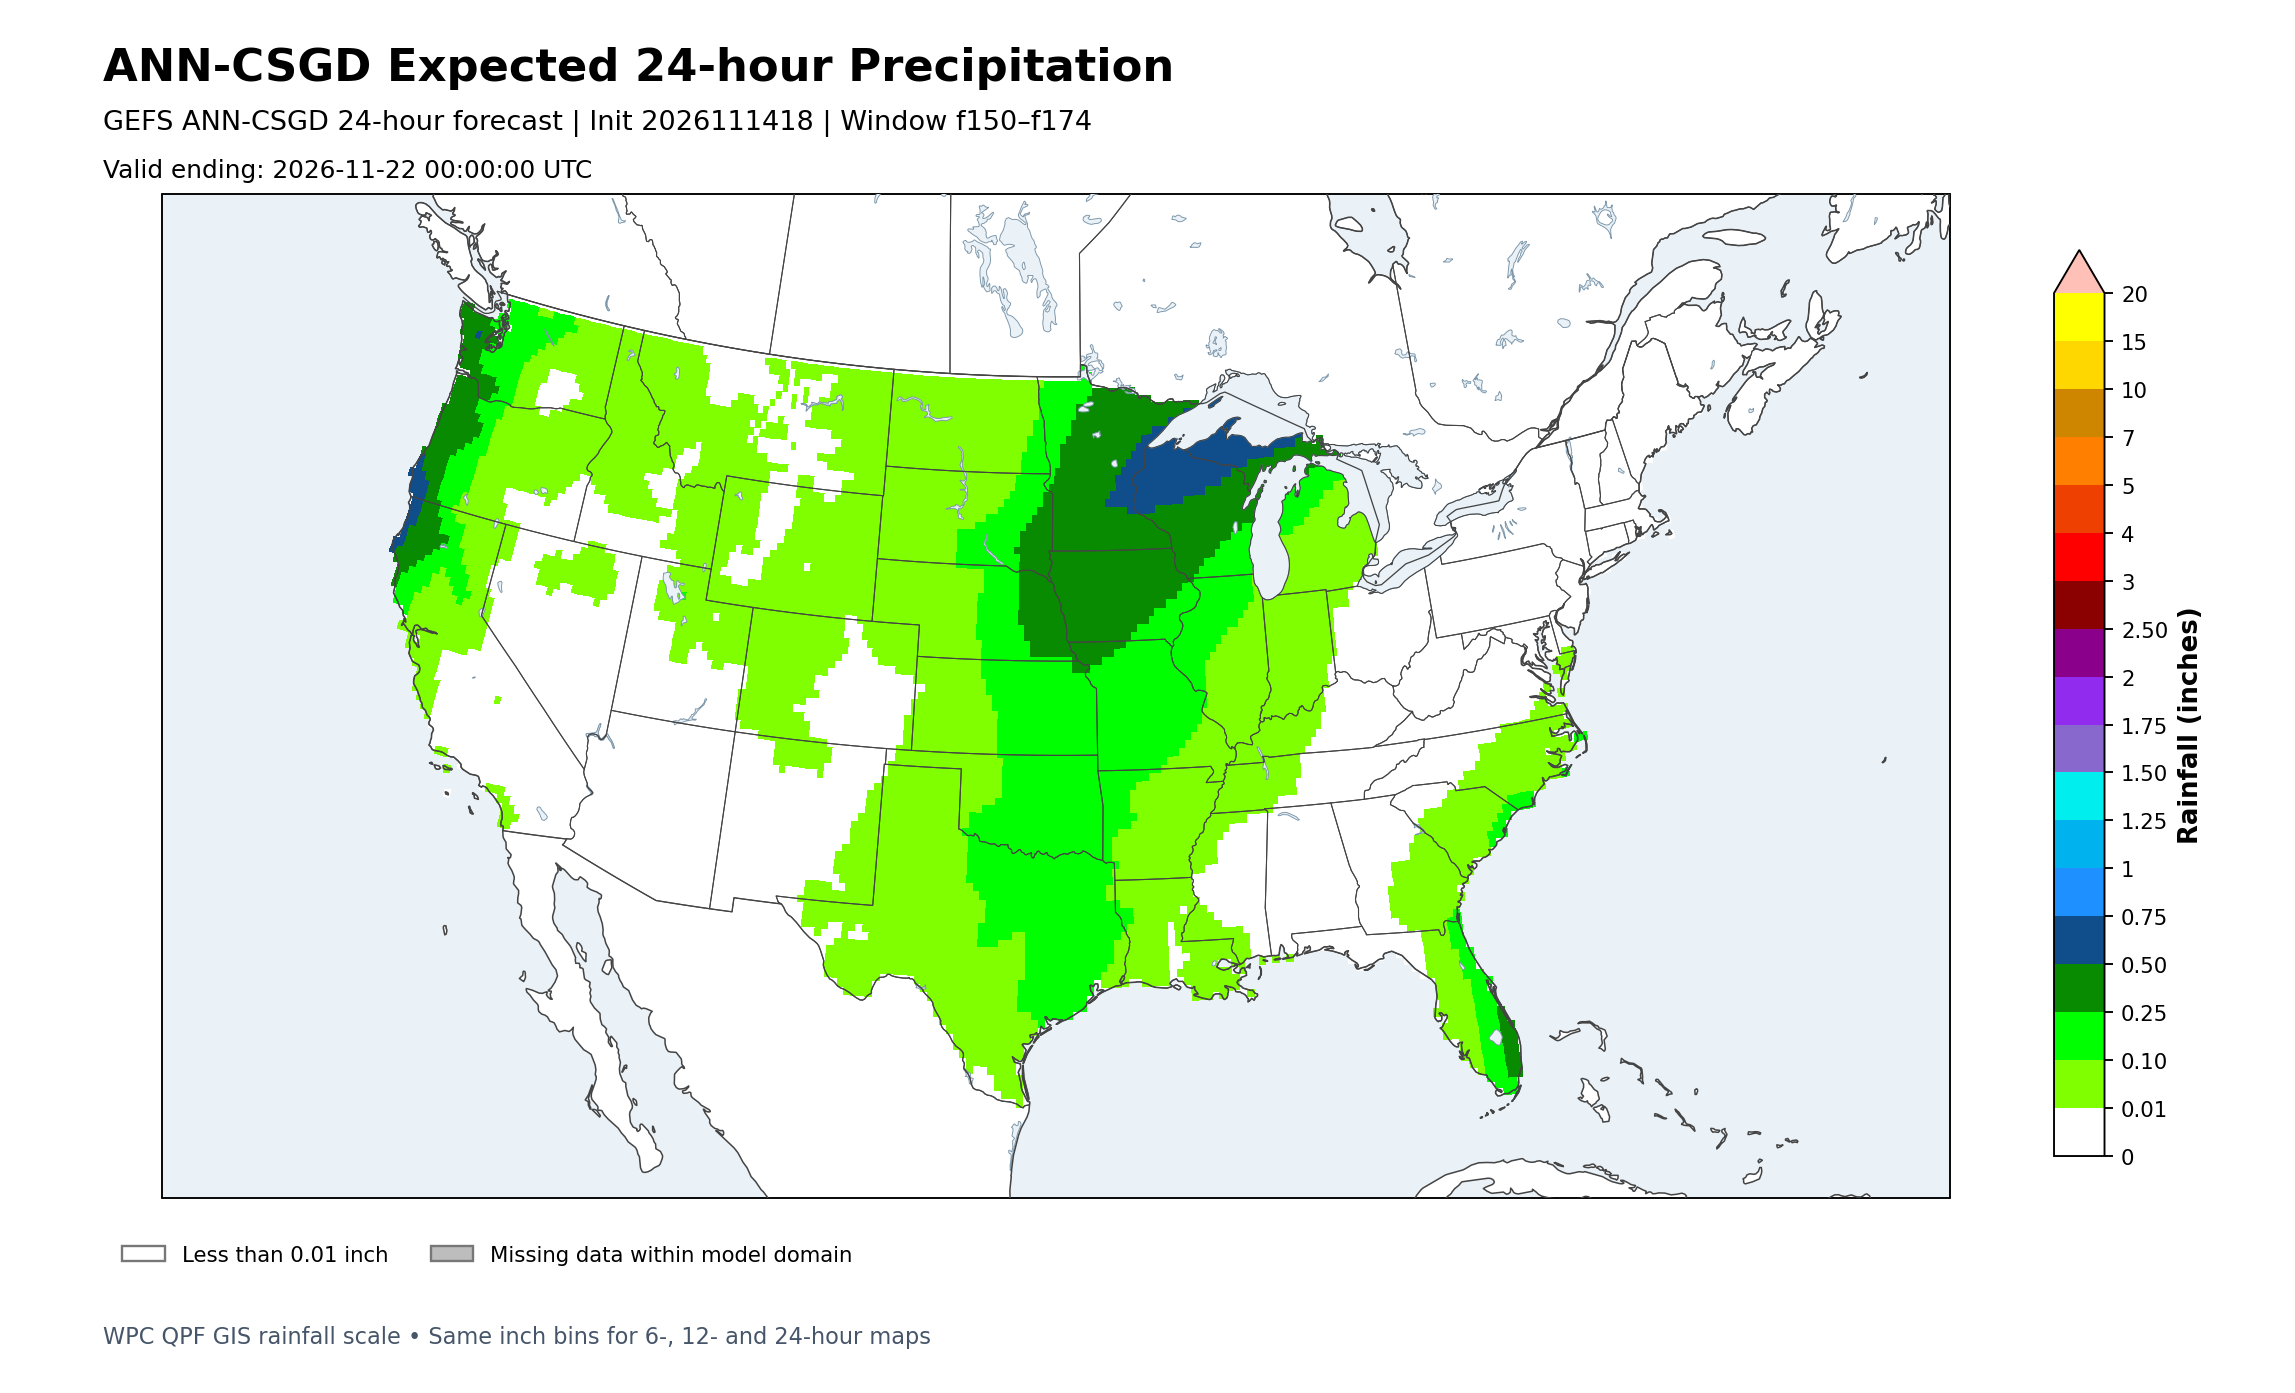 ANN-CSGD Expected 24-hour Precipitation
GEFS ANN-CSGD 24-hour forecast | Init 2026111418 | Window f150–f174
Valid ending: 2026-11-22 00:00:00 UTC
20
15
10
7
5
4
3
2.50
2
1.75
1.50
1.25
1
0.75
0.50
0.25
0.10
0.01
0
Rainfall (inches)
Less than 0.01 inch
Missing data within model domain
WPC QPF GIS rainfall scale • Same inch bins for 6-, 12- and 24-hour maps